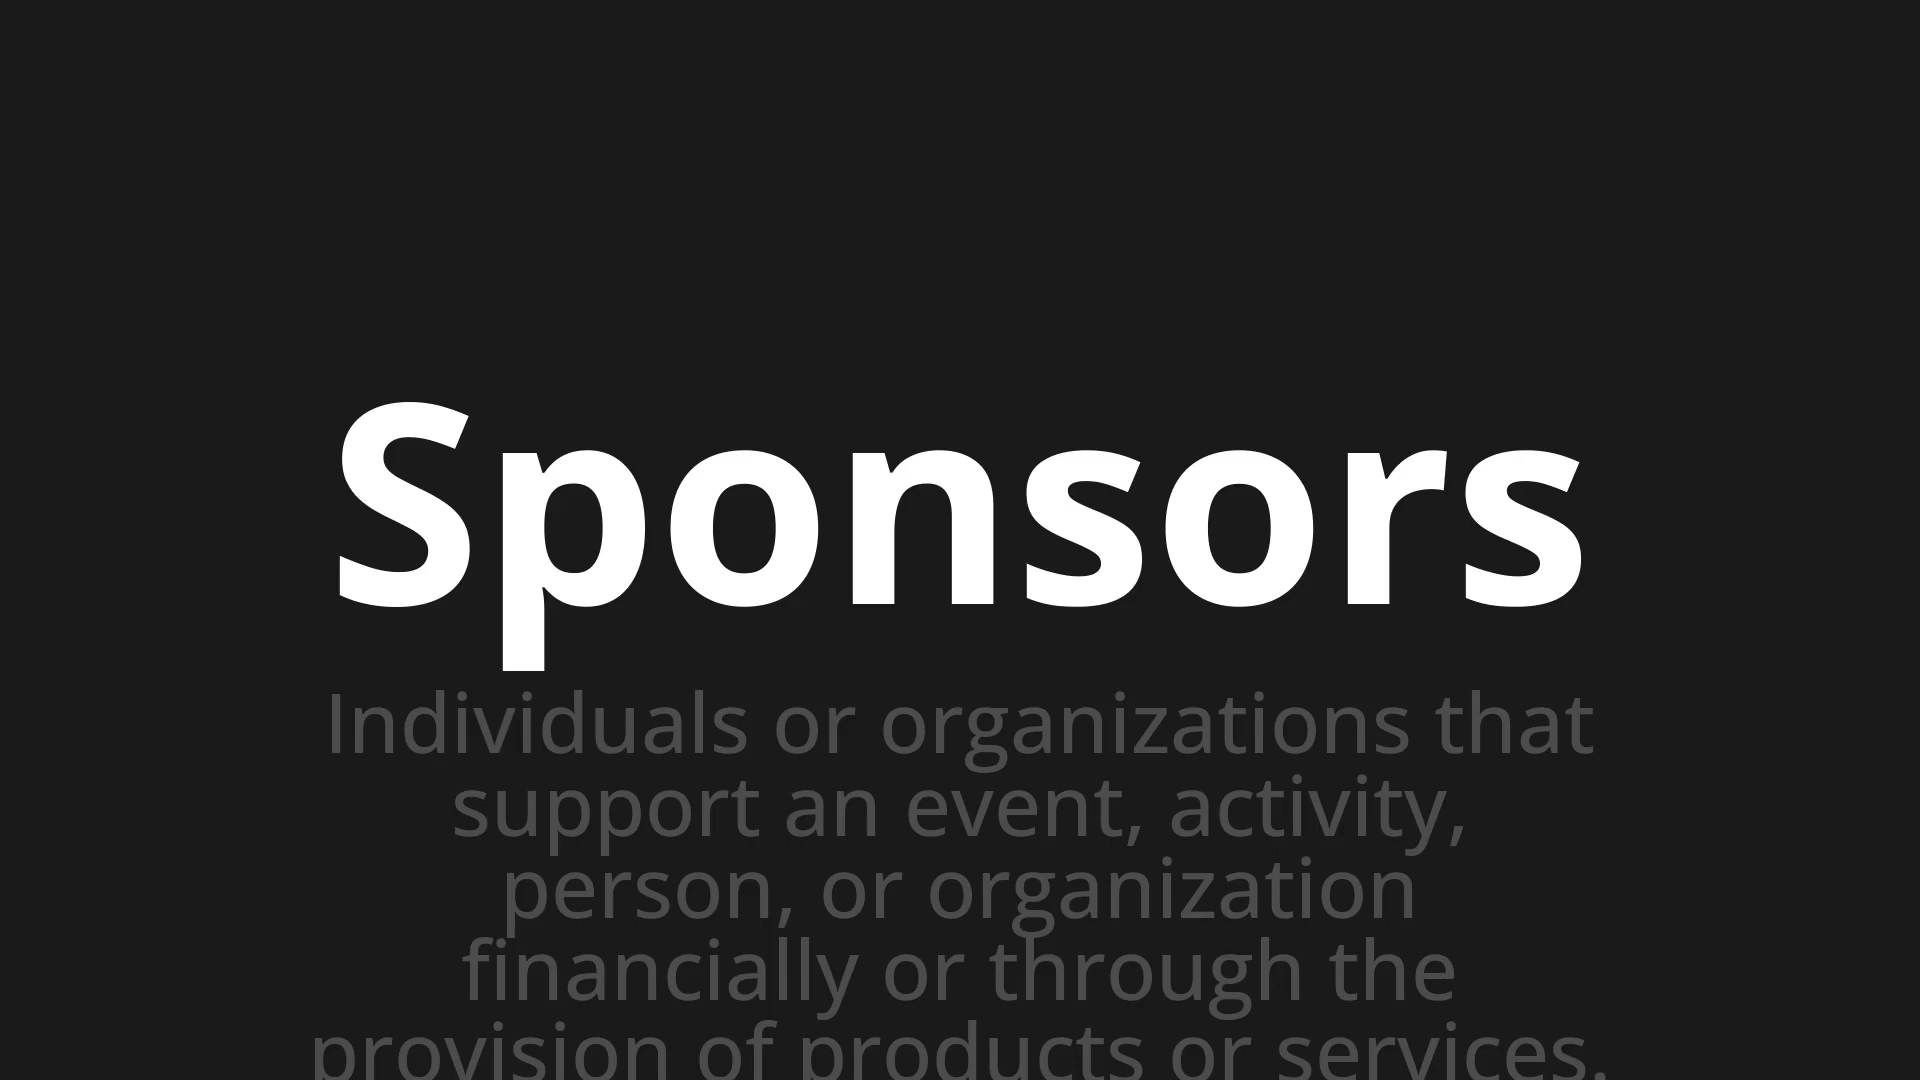 Sponsors
Individuals or organizations that
support an event, activity,
person, or organization
financially or through the
provision of products or services.